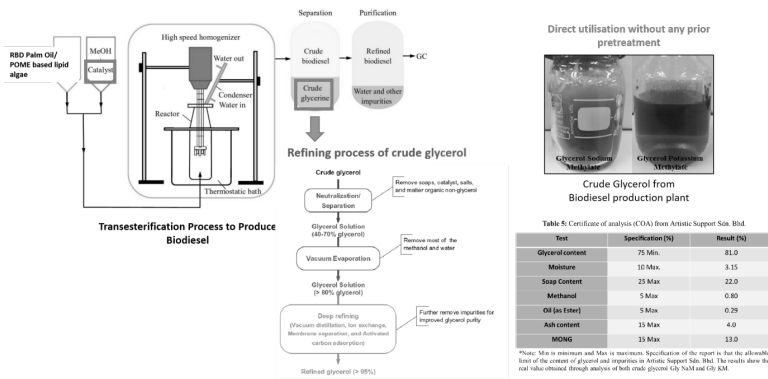 Separation
Purification
RBD Palm Oil/
POME based lipid
algae
MeOH
Catalyst
High speed homogenizer
Water out
Condenser
Water in
Reactor
Thermostatic bath
Crude
biodiesel
Crude
glycerine
Refined
biodiesel
Water and other
impurities
GC
Transesterification Process to Produce
Biodiesel
Refining process of crude glycerol
Crude glycerol
Neutralization/
Separation
Remove soaps, catalyst, salts,
and matter organic non-glycerol
Glycerol Solution
(40-70% glycerol)
Vacuum Evaporation
Remove most of the
methanol and water
Glycerol Solution
(> 80% glycerol)
Deep refining
(Vacuum distillation, Ion exchange,
Membrane separation, and Activated
carbon adsorption)
Further remove impurities for
improved glycerol purity
Refined glycerol (> 95%)
Direct utilisation without any prior
pretreatment
Glycerol Sodium
Methylate
Glycerol Potassium
Methylate
Crude Glycerol from
Biodiesel production plant
Table 5: Certificate of analysis (COA) from Artistic Support Sdn. Bhd.
Test Specification (%) Result (%)
Glycerol content 75 Min. 81.0
Moisture 10 Max. 3.15
Soap Content 25 Max 22.0
Methanol 5 Max 0.80
Oil (as Ester) 5 Max 0.29
Ash content 15 Max 4.0
MONG 15 Max 13.0
*Note: Min is minimum and Max is maximum. Specification of the report is that the allowable
limit of the content of glycerol and impurities in Artistic Support Sdn. Bhd. The results show the
real value obtained through analysis of both crude glycerol Gly NaM and Gly KM.